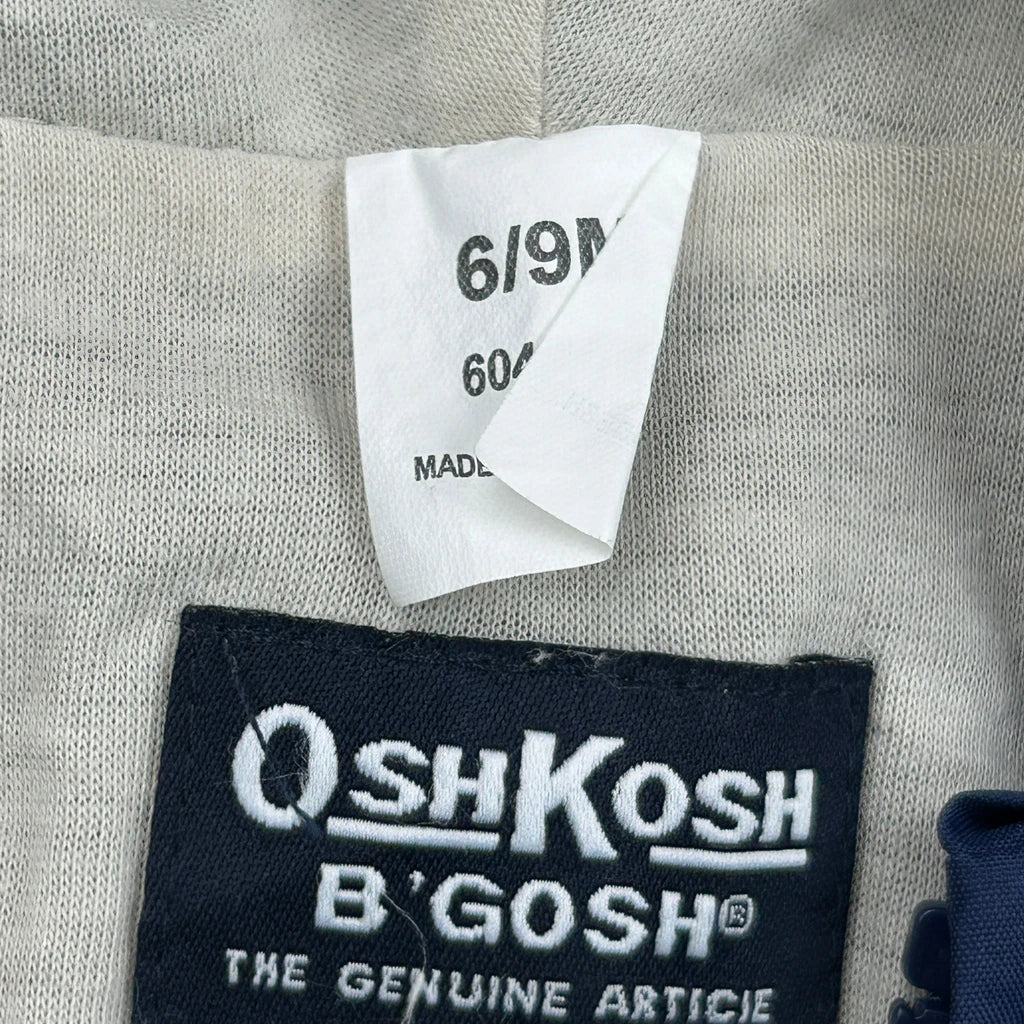 6/9M
604
MADE
OSHKOSH
B'GOSH®
THE GENUINE ARTICLE